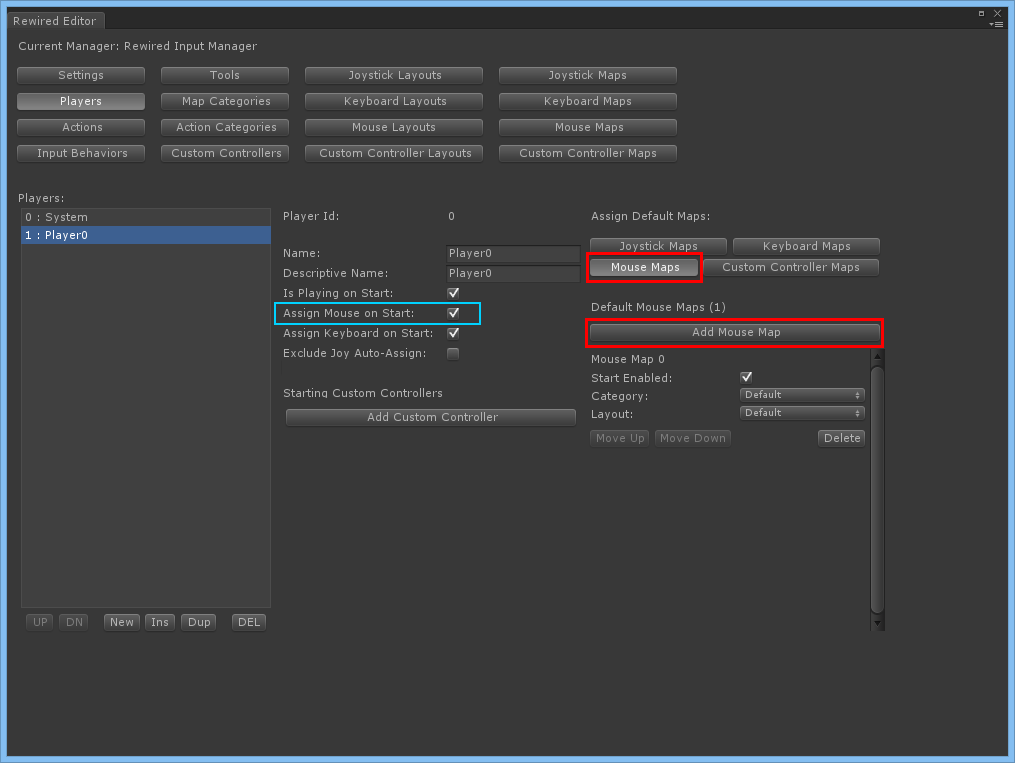 Rewired Editor
Current Manager: Rewired Input Manager
Settings Tools Joystick Layouts Joystick Maps
Players Map Categories Keyboard Layouts Keyboard Maps
Actions Action Categories Mouse Layouts Mouse Maps
Input Behaviors Custom Controllers Custom Controller Layouts Custom Controller Maps
Players:
0 : System
1 : Player0
UP DN New Ins Dup DEL
Player Id: 0
Name: Player0
Descriptive Name: Player0
Is Playing on Start:
Assign Mouse on Start:
Assign Keyboard on Start:
Exclude Joy Auto-Assign:
Starting Custom Controllers
Add Custom Controller
Assign Default Maps:
Joystick Maps Keyboard Maps
Mouse Maps Custom Controller Maps
Default Mouse Maps (1)
Add Mouse Map
Mouse Map 0
Start Enabled:
Category: Default
Layout: Default
Move Up Move Down Delete